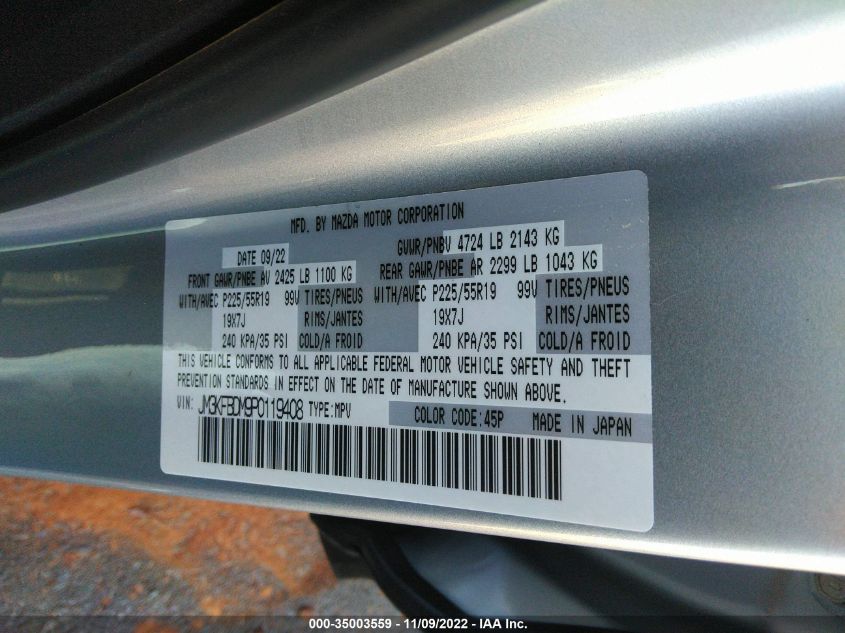 MFD. BY MAZDA MOTOR CORPORATION
DATE 09/22 GVWR/PNBV 4724 LB 2143 KG
FRONT GAWR/PNBE AV 2425 LB 1100 KG REAR GAWR/PNBE AR 2299 LB 1043 KG
WITH/AVEC P225/55R19 99V TIRES/PNEUS WITH/AVEC P225/55R19 99V TIRES/PNEUS
19X7J RIMS/JANTES 19X7J RIMS/JANTES
240 KPA/35 PSI COLD/A FROID 240 KPA/35 PSI COLD/A FROID
THIS VEHICLE CONFORMS TO ALL APPLICABLE FEDERAL MOTOR VEHICLE SAFETY AND THEFT
PREVENTION STANDARDS IN EFFECT ON THE DATE OF MANUFACTURE SHOWN ABOVE.
VIN: JM3KFBDM9P0119408 TYPE:MPV COLOR CODE:45P MADE IN JAPAN
000-35003559 - 11/09/2022 - IAA Inc.